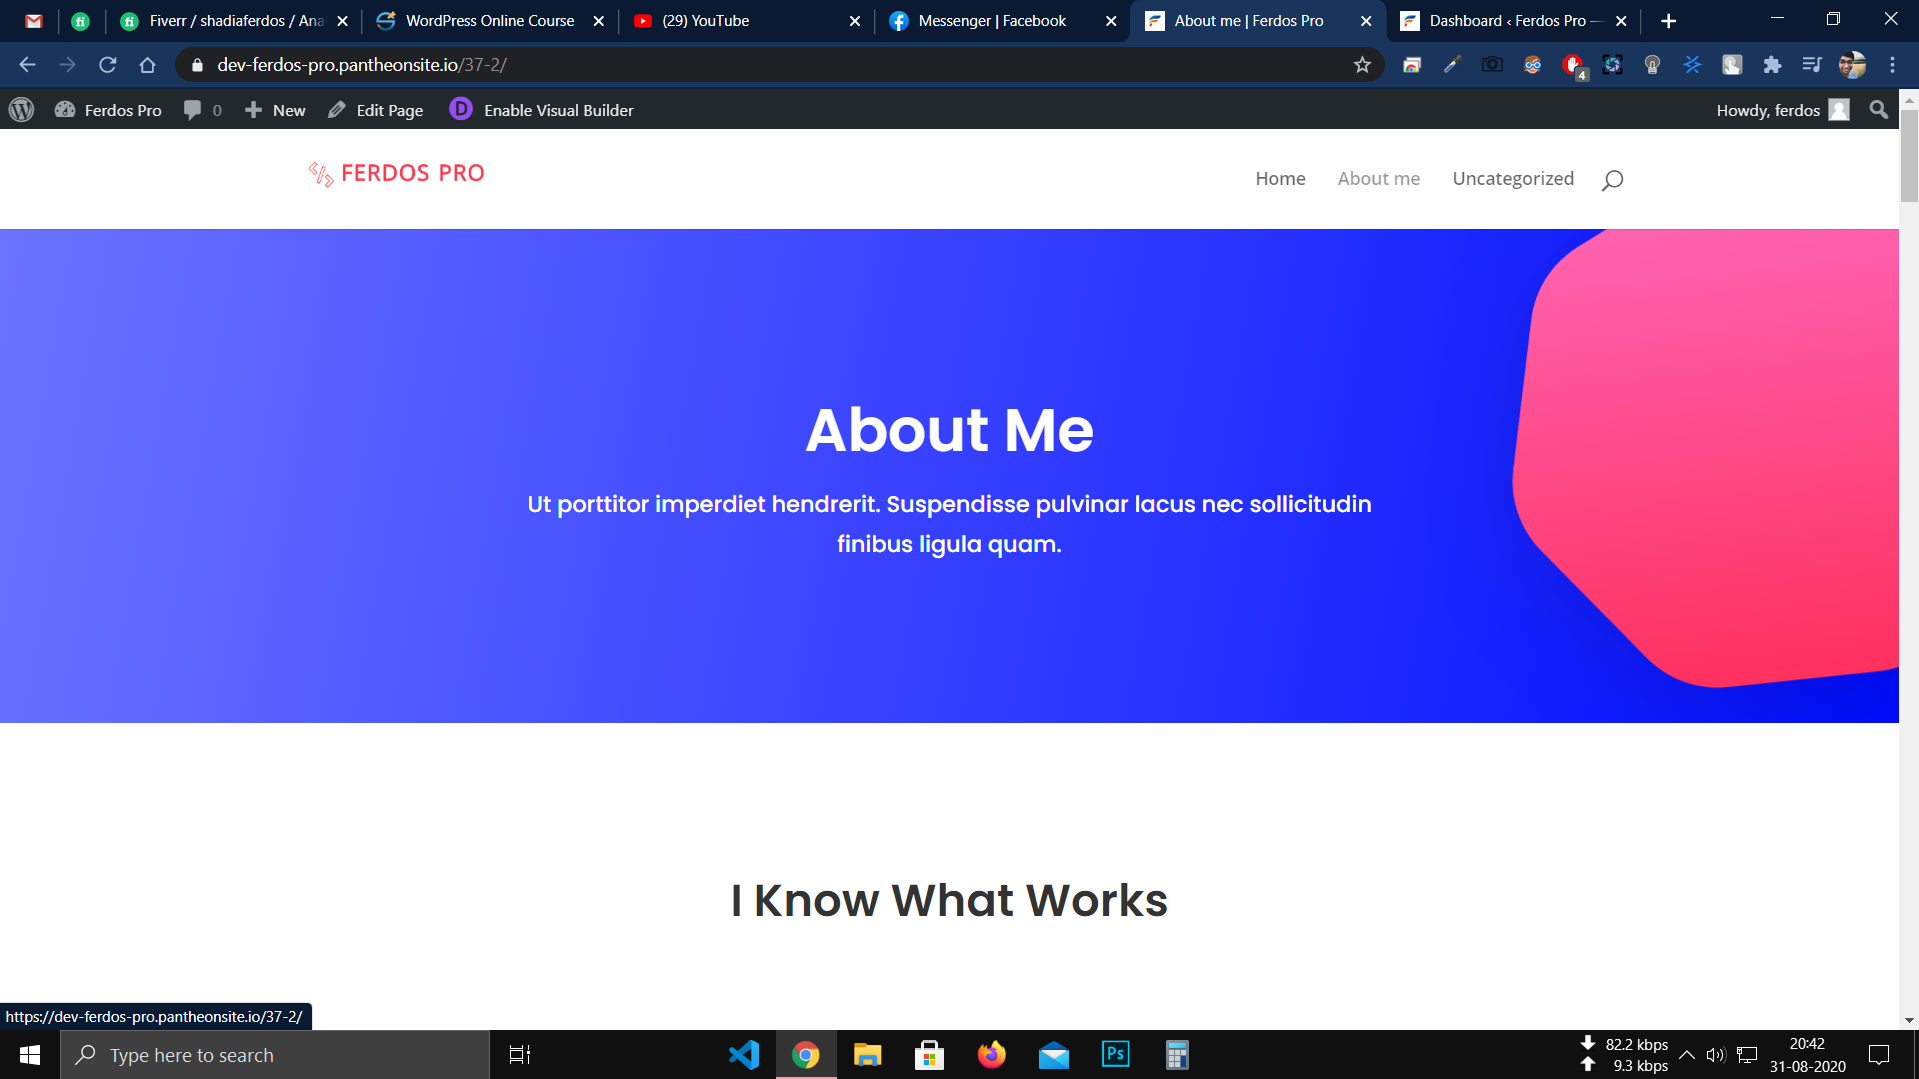 Fiverr / shadiaferdos / Ana
WordPress Online Course
(29) YouTube
Messenger | Facebook
About me | Ferdos Pro
Dashboard ‹ Ferdos Pro —
dev-ferdos-pro.pantheonsite.io/37-2/
4
Ferdos Pro
0
New
Edit Page
D
Enable Visual Builder
Howdy, ferdos
FERDOS PRO
Home
About me
Uncategorized
About Me
Ut porttitor imperdiet hendrerit. Suspendisse pulvinar lacus nec sollicitudin
finibus ligula quam.
I Know What Works
https://dev-ferdos-pro.pantheonsite.io/37-2/
Type here to search
Ps
82.2 kbps
9.3 kbps
20:42
31-08-2020